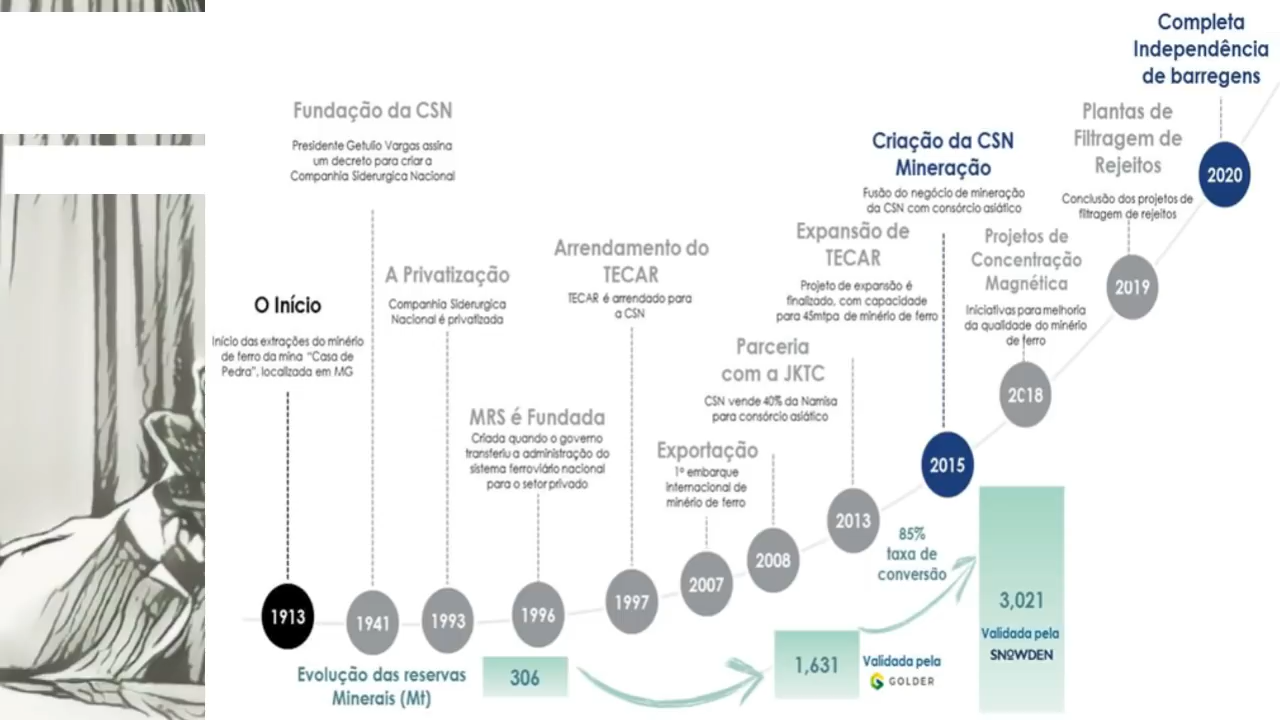 O Início
Início das extrações do minério
de ferro da mina "Casa de
Pedra", localizada em MG
1913
Fundação da CSN
Presidente Getulio Vargas assina
um decreto para criar a
Companhia Siderurgica Nacional
1941
A Privatização
Companhia Siderurgica
Nacional é privatizada
1993
MRS é Fundada
Criada quando o governo
transferiu a administração do
sistema ferroviário nacional
para o setor privado
1996
Arrendamento do
TECAR
TECAR é arrendado para
a CSN
1997
Exportação
1º embarque
internacional de
minério de ferro
2007
Parceria
com a JKTC
CSN vende 40% da Namisa
para consórcio asiático
2008
Expansão de
TECAR
Projeto de expansão é
finalizado, com capacidade
para 45mtpa de minério de ferro
2013
Criação da CSN
Mineração
Fusão do negócio de mineração
da CSN com consórcio asiático
2015
Projetos de
Concentração
Magnética
Iniciativas para melhoria
da qualidade do minério
de ferro
2018
Plantas de
Filtragem de
Rejeitos
Conclusão dos projetos de
filtragem de rejeitos
2019
Completa
Independência
de barregens
2020
Evolução das reservas
Minerais (Mt)
306
1,631
Validada pela
GOLDER
85%
taxa de
conversão
3,021
Validada pela
SNOWDEN